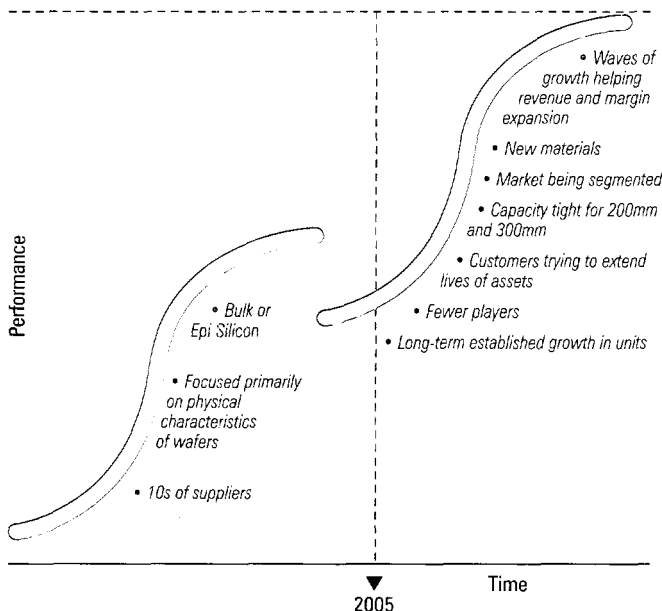 • Waves of
growth helping
revenue and margin
expansion
• New materials
• Market being segmented
• Capacity tight for 200mm
and 300mm
• Customers trying to extend
lives of assets
• Fewer players
• Long-term established growth in units
Performance
• Bulk or
Epi Silicon
• Focused primarily
on physical
characteristics
of wafers
• 10s of suppliers
Time
2005